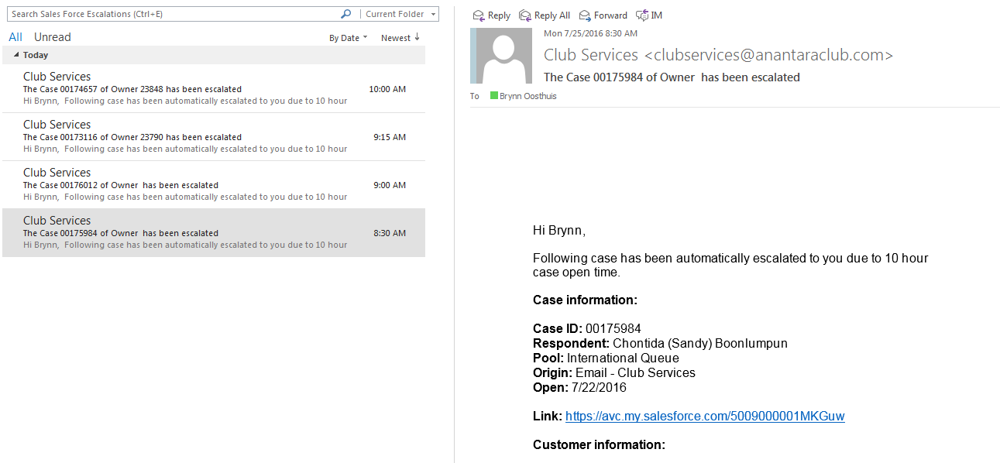 Search Sales Force Escalations (Ctrl+E)
Current Folder
All Unread
By Date Newest ↓
Today
Club Services
The Case 00174657 of Owner 23848 has been escalated 10:00 AM
Hi Brynn, Following case has been automatically escalated to you due to 10 hour
Club Services
The Case 00173116 of Owner 23790 has been escalated 9:15 AM
Hi Brynn, Following case has been automatically escalated to you due to 10 hour
Club Services
The Case 00176012 of Owner has been escalated 9:00 AM
Hi Brynn, Following case has been automatically escalated to you due to 10 hour
Club Services
The Case 00175984 of Owner has been escalated 8:30 AM
Hi Brynn, Following case has been automatically escalated to you due to 10 hour
Reply Reply All Forward IM
Mon 7/25/2016 8:30 AM
Club Services <clubservices@anantaraclub.com>
The Case 00175984 of Owner has been escalated
To Brynn Oosthuis
Hi Brynn,
Following case has been automatically escalated to you due to 10 hour
case open time.
Case information:
Case ID: 00175984
Respondent: Chontida (Sandy) Boonlumpun
Pool: International Queue
Origin: Email - Club Services
Open: 7/22/2016
Link: https://avc.my.salesforce.com/5009000001MKGuw
Customer information: